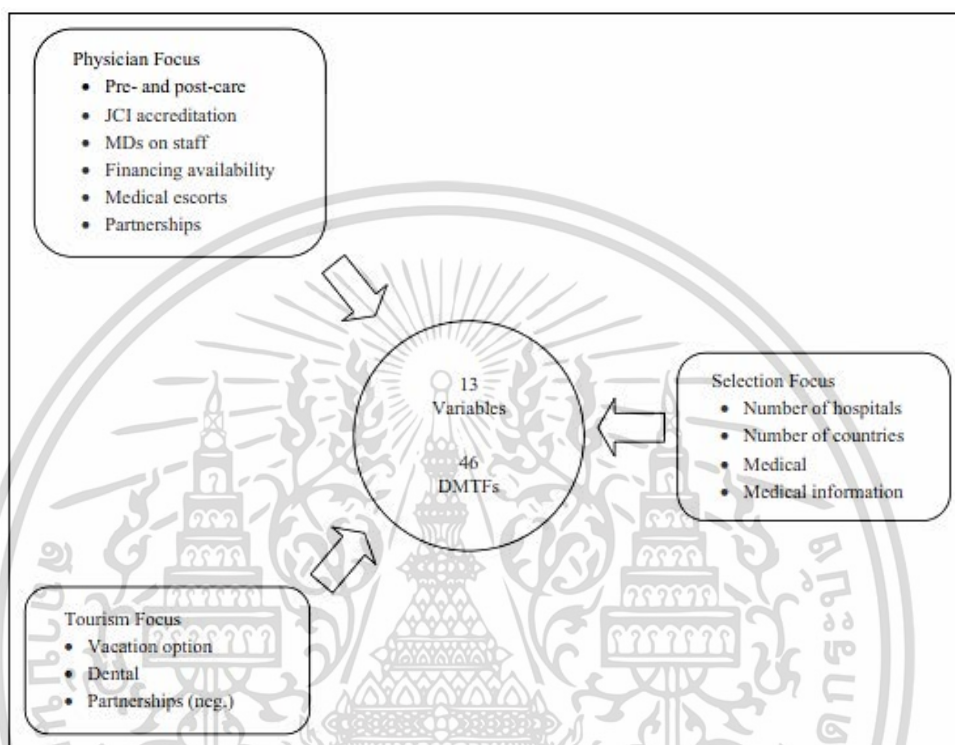 Physician Focus
• Pre- and post-care
• JCI accreditation
• MDs on staff
• Financing availability
• Medical escorts
• Partnerships
13
Variables
46
DMTFs
Selection Focus
• Number of hospitals
• Number of countries
• Medical
• Medical information
Tourism Focus
• Vacation option
• Dental
• Partnerships (neg.)